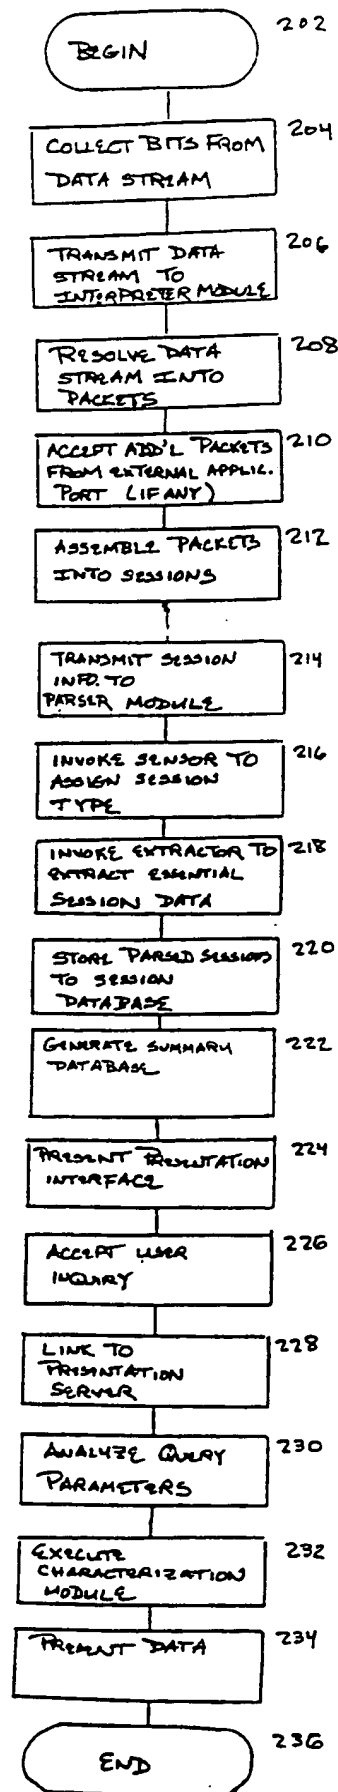 202
BEGIN
204
COLLECT BITS FROM
DATA STREAM
206
TRANSMIT DATA
STREAM TO
INTERPRETER MODULE
208
RESOLVE DATA
STREAM INTO
PACKETS
210
ACCEPT ADD'L PACKETS
FROM EXTERNAL APPLIC.
PORT (IF ANY)
212
ASSEMBLE PACKETS
INTO SESSIONS
214
TRANSMIT SESSION
INFO. TO
PARSER MODULE
216
INVOKE SENSOR TO
ASSIGN SESSION
TYPE
218
INVOKE EXTRACTOR TO
EXTRACT ESSENTIAL
SESSION DATA
220
STORE PARSED SESSIONS
TO SESSION
DATABASE
222
GENERATE SUMMARY
DATABASE
224
PRESENT PRESENTATION
INTERFACE
226
ACCEPT USER
INQUIRY
228
LINK TO
PRESENTATION
SERVER
230
ANALYZE QUERY
PARAMETERS
232
EXECUTE
CHARACTERIZATION
MODULE
234
PRESENT DATA
236
END